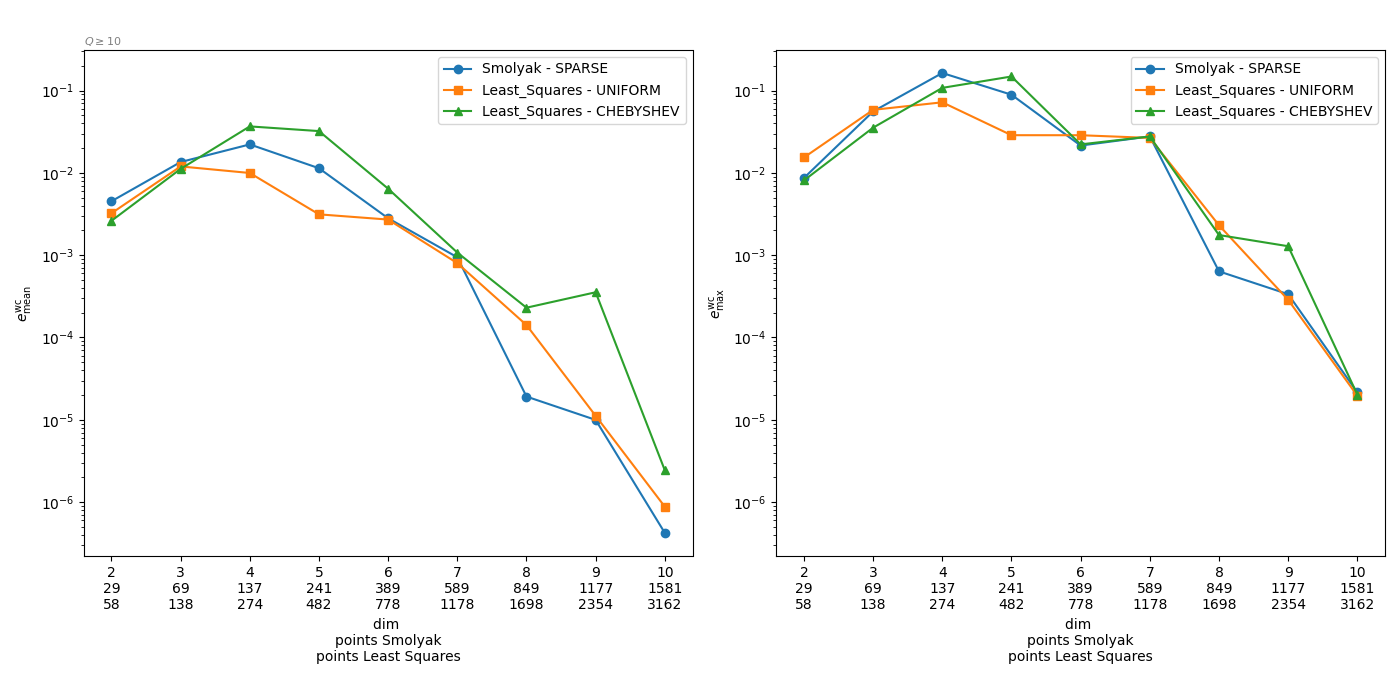 Q ≥ 10
Smolyak - SPARSE
Least_Squares - UNIFORM
Least_Squares - CHEBYSHEV
10⁻¹
10⁻²
10⁻³
10⁻⁴
10⁻⁵
10⁻⁶
e^wc_mean
2 3 4 5 6 7 8 9 10
29 69 137 241 389 589 849 1177 1581
58 138 274 482 778 1178 1698 2354 3162
dim
points Smolyak
points Least Squares
Smolyak - SPARSE
Least_Squares - UNIFORM
Least_Squares - CHEBYSHEV
10⁻¹
10⁻²
10⁻³
10⁻⁴
10⁻⁵
10⁻⁶
e^wc_max
2 3 4 5 6 7 8 9 10
29 69 137 241 389 589 849 1177 1581
58 138 274 482 778 1178 1698 2354 3162
dim
points Smolyak
points Least Squares